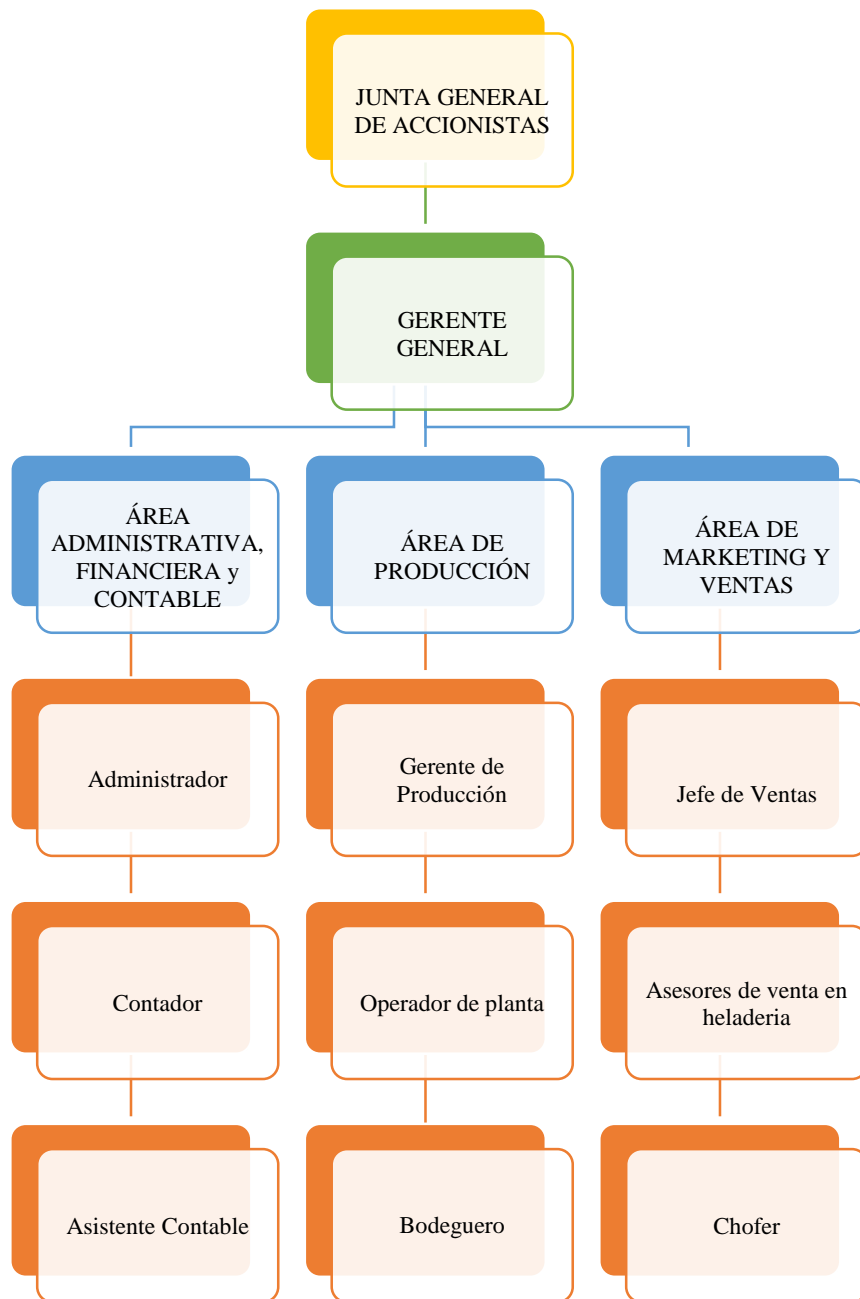 JUNTA GENERAL
DE ACCIONISTAS
GERENTE
GENERAL
ÁREA
ADMINISTRATIVA,
FINANCIERA y
CONTABLE
ÁREA DE
PRODUCCIÓN
ÁREA DE
MARKETING Y
VENTAS
Administrador
Gerente de
Producción
Jefe de Ventas
Contador
Operador de planta
Asesores de venta en
heladeria
Asistente Contable
Bodeguero
Chofer